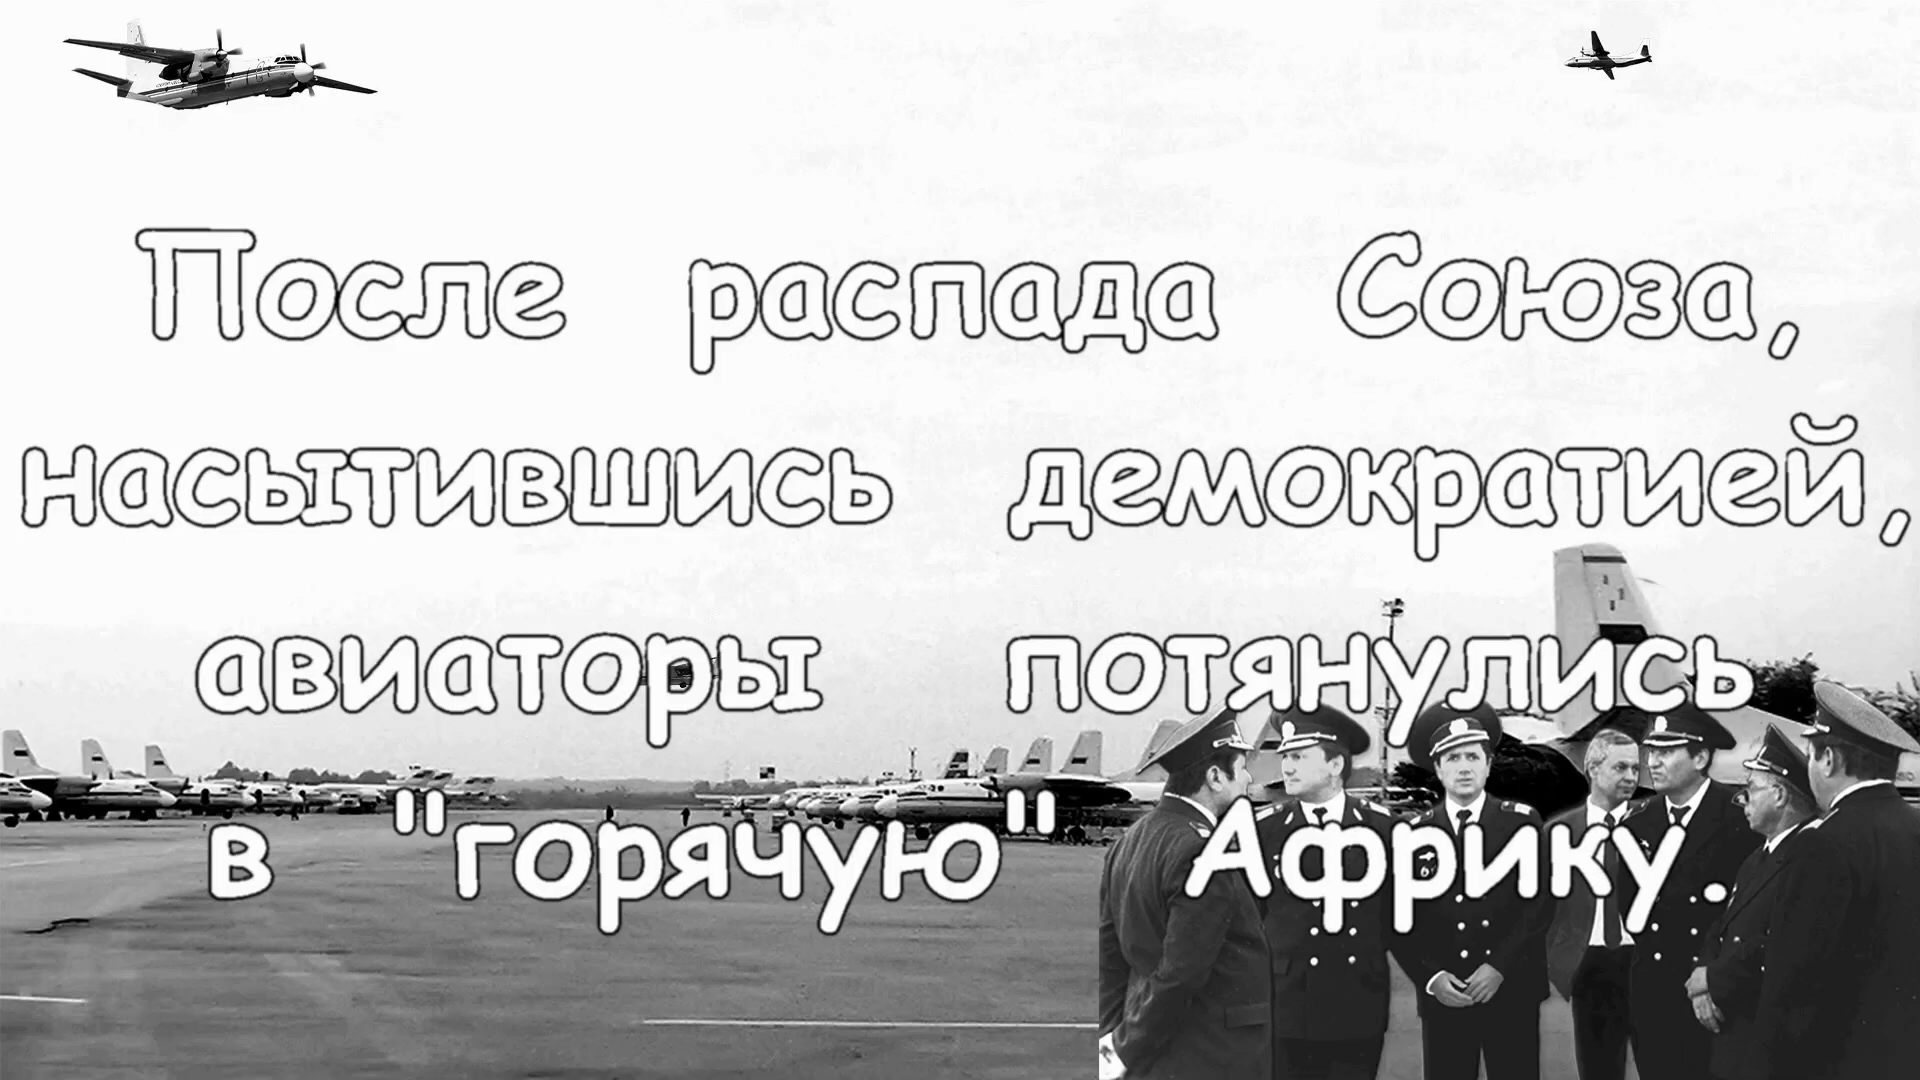 После распада Союза,
насытившись демократией,
авиаторы потянулись
в "горячую" Африку.